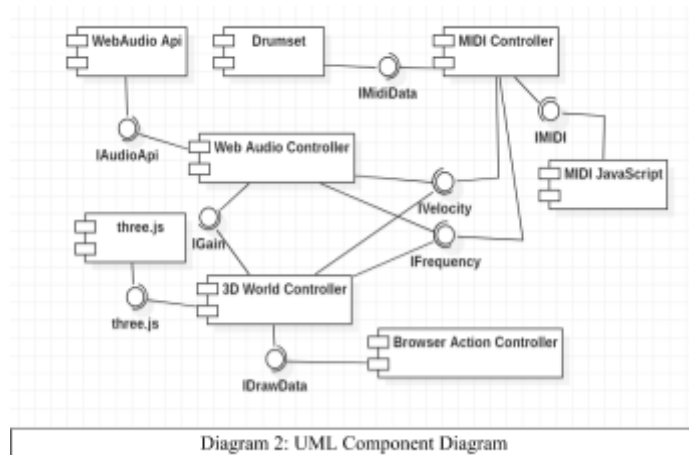 WebAudio Api
Drumset
MIDI Controller
IMidiData
IMIDI
IAudioApi
Web Audio Controller
MIDI JavaScript
IVelocity
three.js
IGain
IFrequency
3D World Controller
three.js
Browser Action Controller
IDrawData
Diagram 2: UML Component Diagram